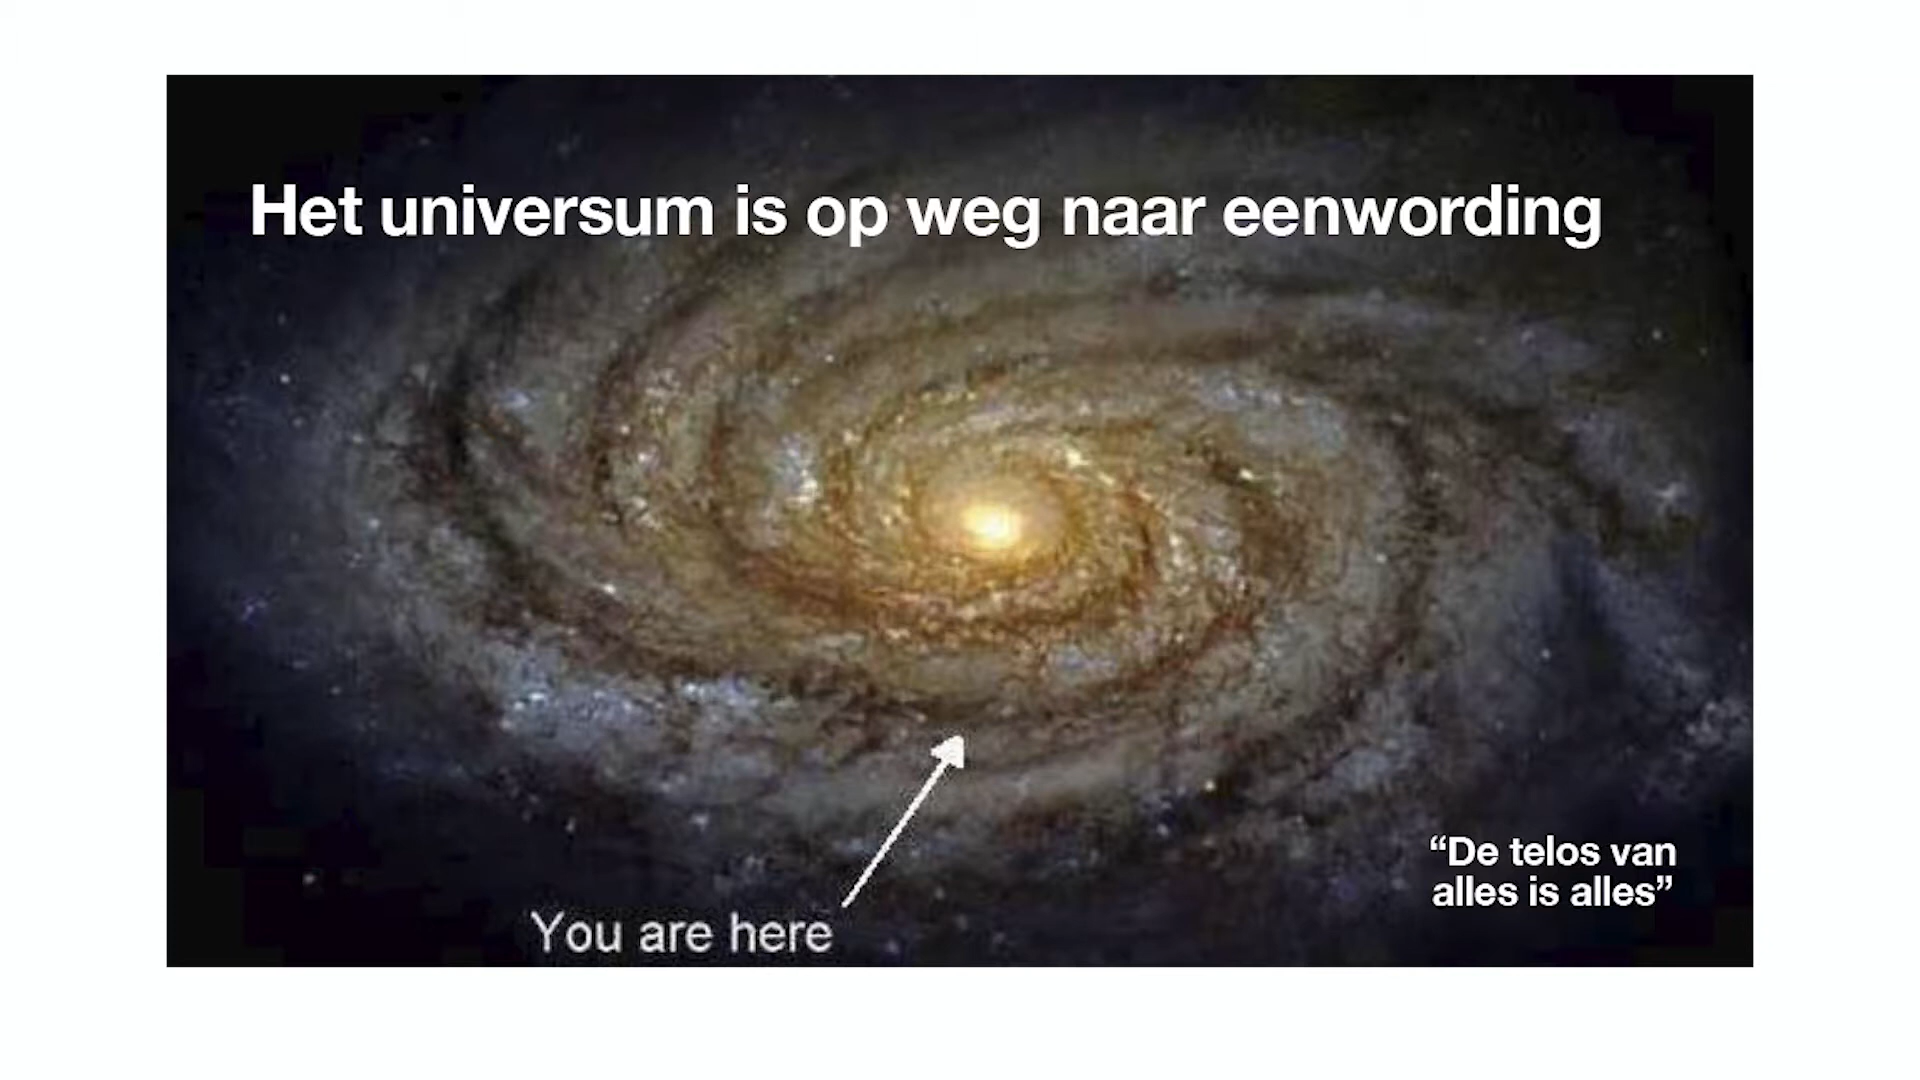 Het universum is op weg naar eenwording
“De telos van
alles is alles”
You are here